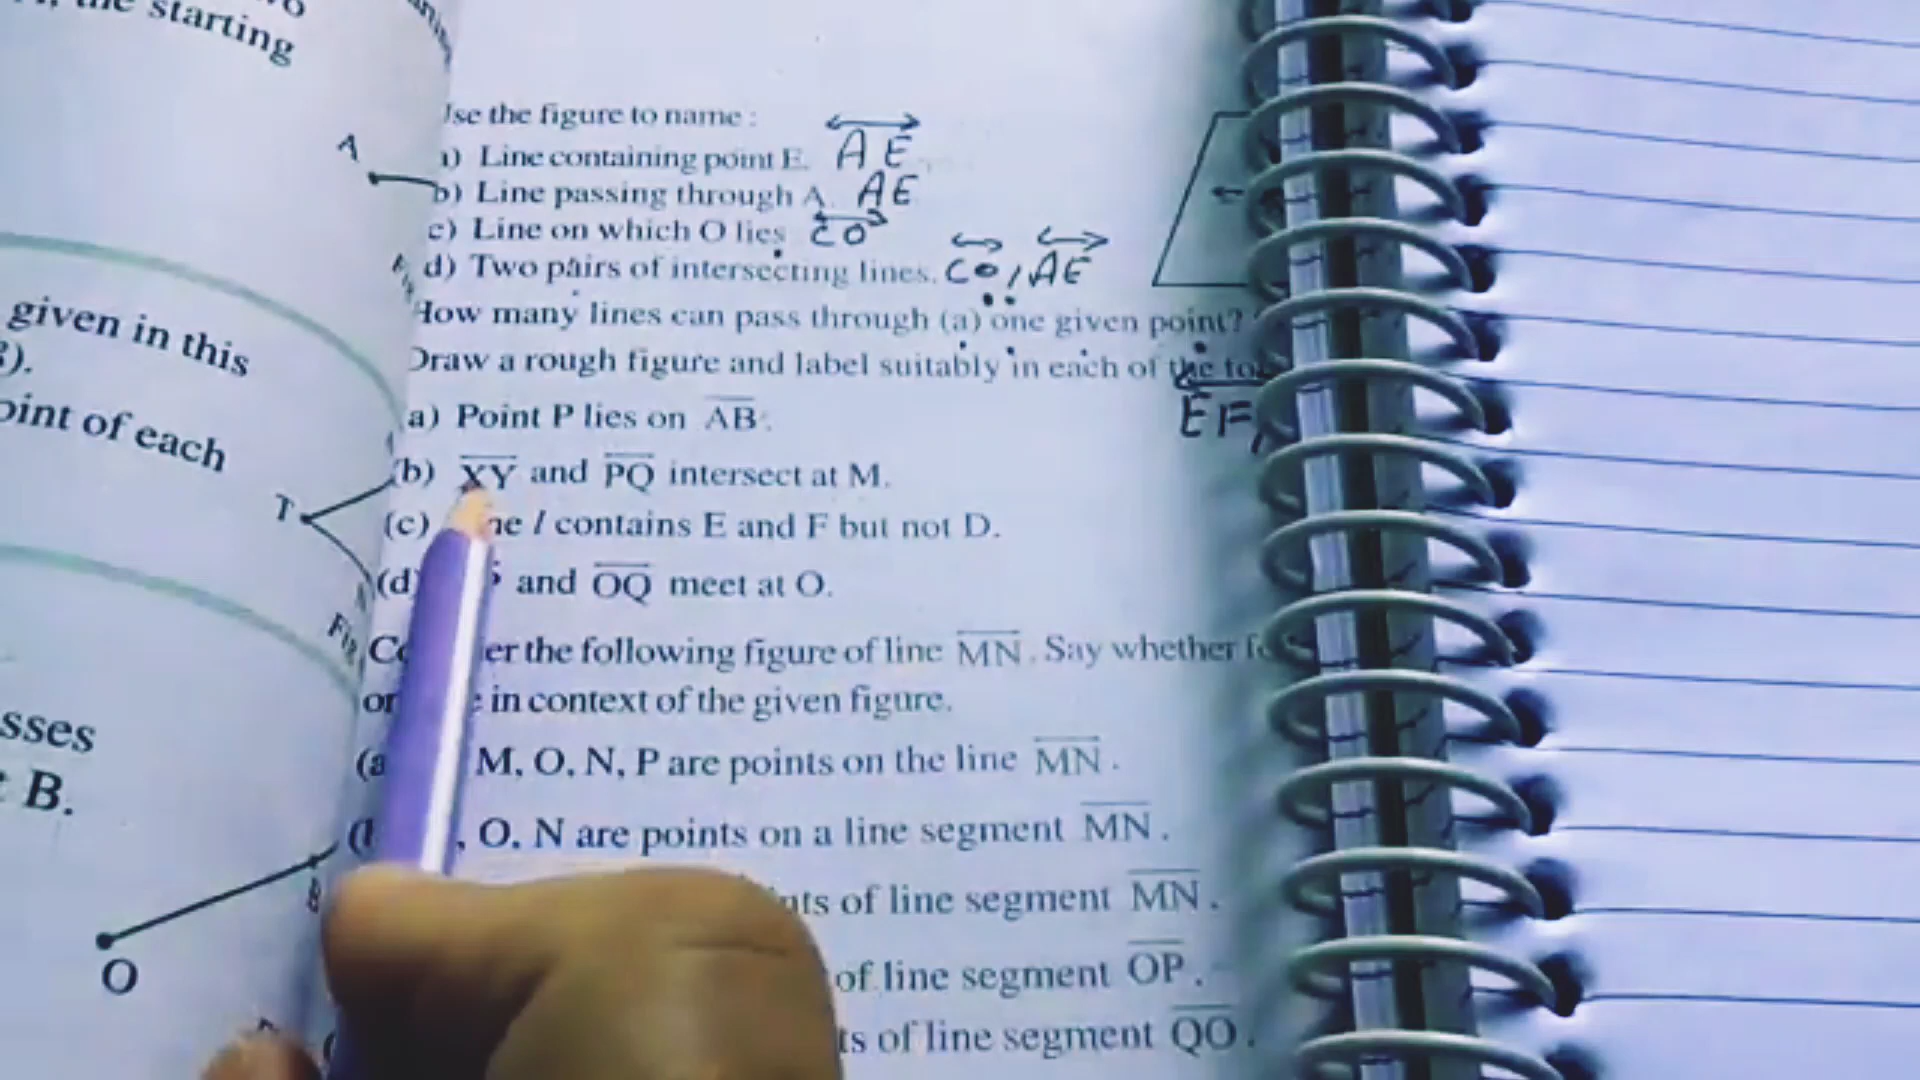 the starting
given in this
oint of each
sses
B.
A
T
O
Use the figure to name :
a) Line containing point E. AE
b) Line passing through A. AE
c) Line on which O lies CO
d) Two pairs of intersecting lines. CO, AE
How many lines can pass through (a) one given point?
Draw a rough figure and label suitably in each of the
EF,
a) Point P lies on AB.
(b) XY and PQ intersect at M.
(c) ne l contains E and F but not D.
(d) and OQ meet at O.
er the following figure of line MN. Say whether
in context of the given figure.
M, O, N, P are points on the line MN.
, O, N are points on a line segment MN.
nts of line segment MN.
of line segment OP.
ts of line segment QO.